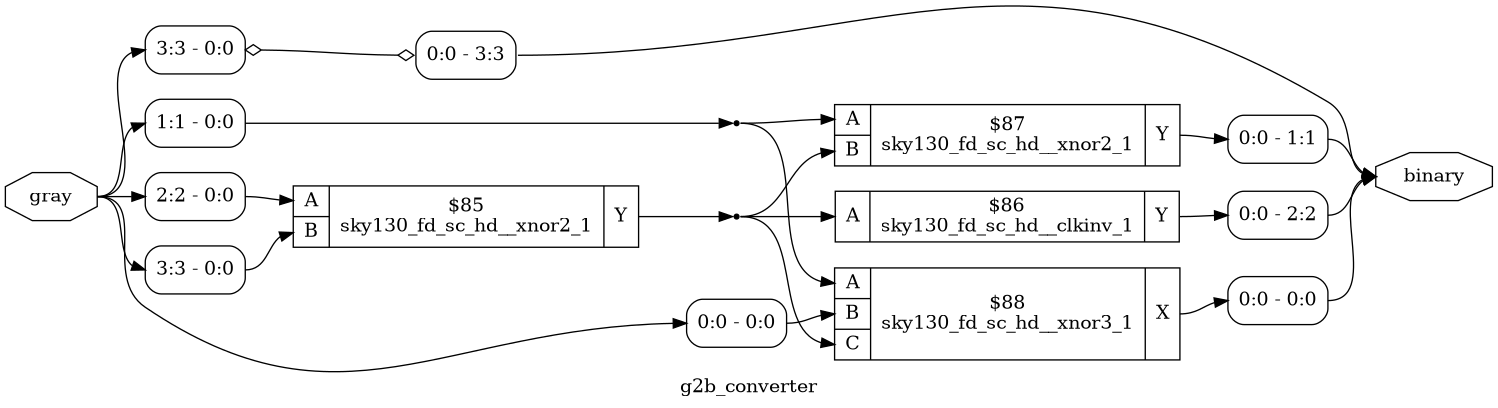 gray
3:3 - 0:0
0:0 - 3:3
1:1 - 0:0
2:2 - 0:0
3:3 - 0:0
A
B
$85
sky130_fd_sc_hd__xnor2_1
Y
0:0 - 0:0
A
B
$87
sky130_fd_sc_hd__xnor2_1
Y
0:0 - 1:1
A
$86
sky130_fd_sc_hd__clkinv_1
Y
0:0 - 2:2
A
B
C
$88
sky130_fd_sc_hd__xnor3_1
X
0:0 - 0:0
binary
g2b_converter